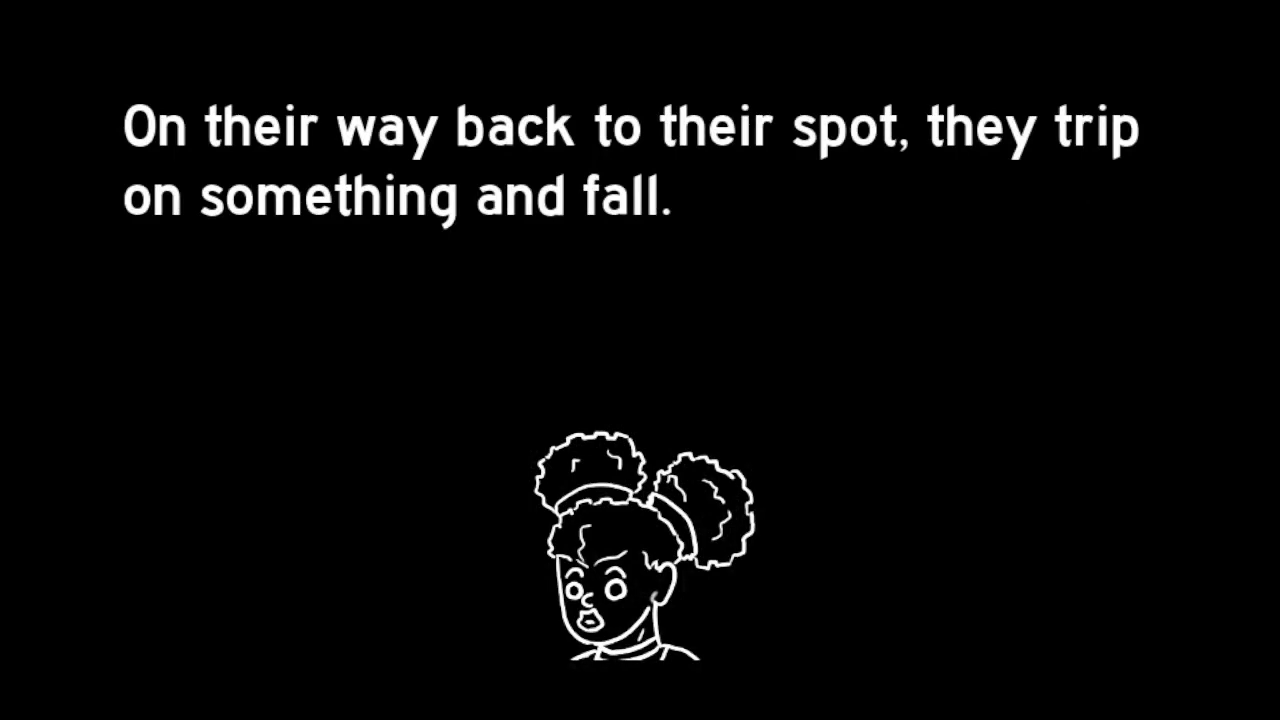 On their way back to their spot, they trip
on something and fall.